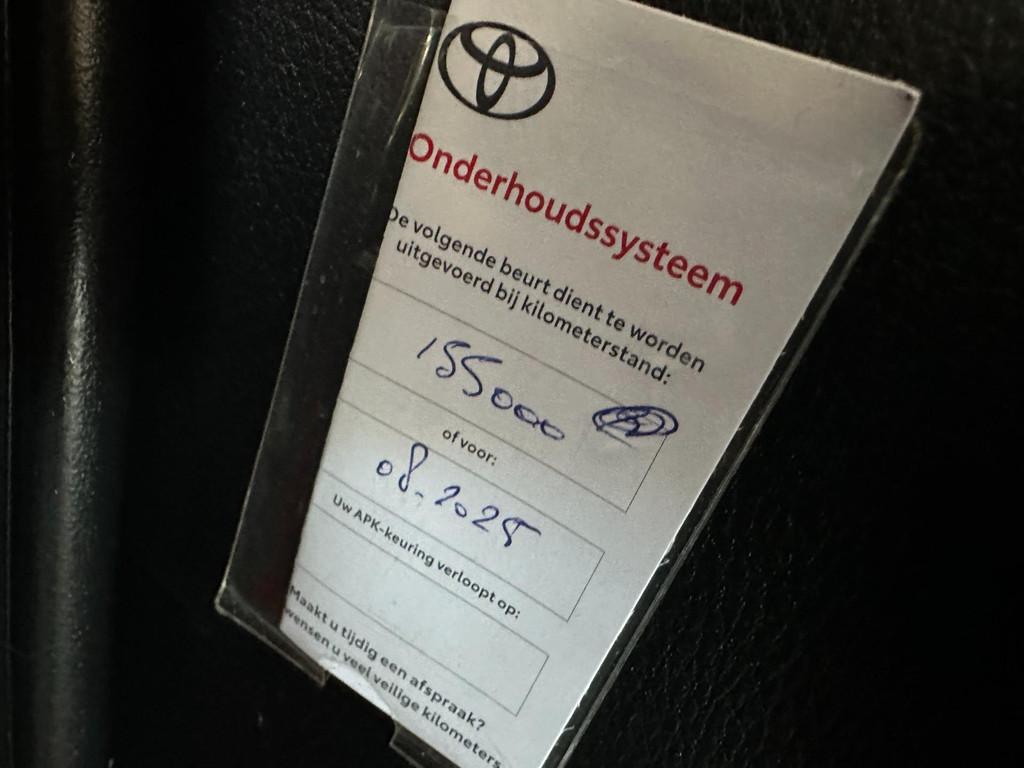 Onderhoudssysteem
De volgende beurt dient te worden
uitgevoerd bij kilometerstand:
155000
of voor:
08-2025
Uw APK-keuring verloopt op:
Maakt u tijdig een afspraak?
wensen u veel veilige kilometers